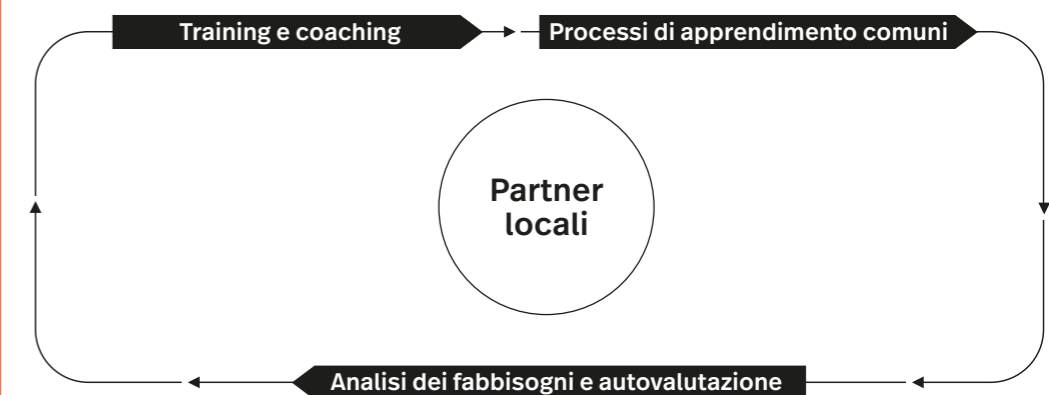 Training e coaching
Processi di apprendimento comuni
Partner
locali
Analisi dei fabbisogni e autovalutazione